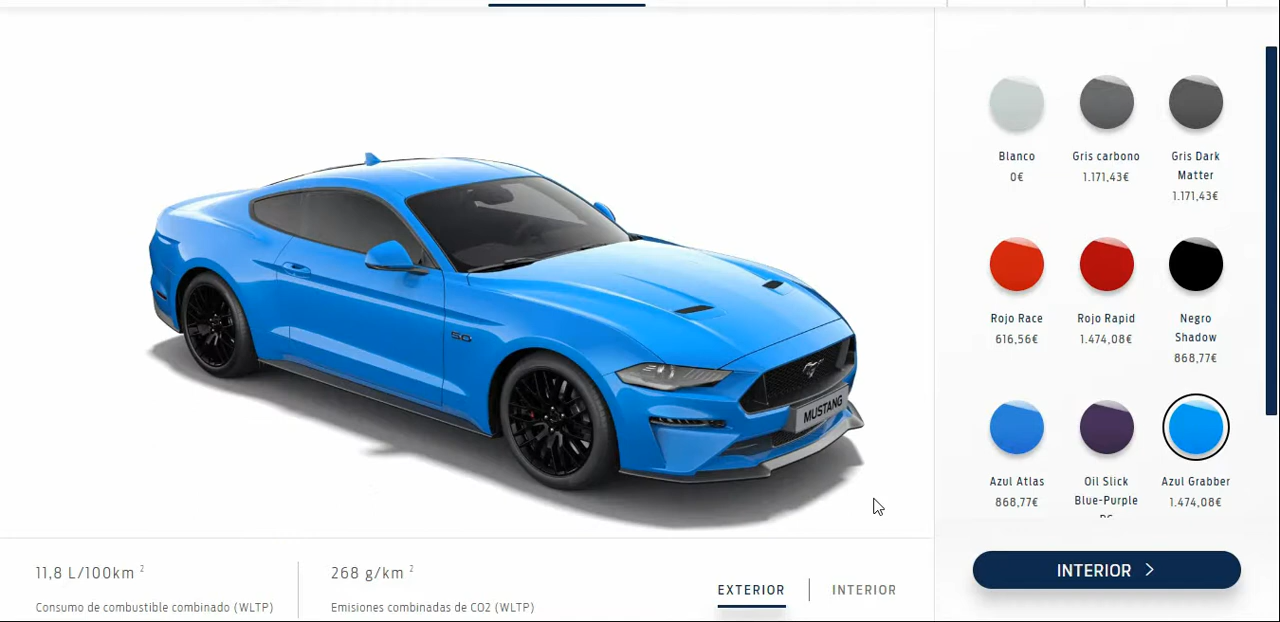 Blanco
0€
Gris carbono
1.171,43€
Gris Dark
Matter
1.171,43€
Rojo Race
616,56€
Rojo Rapid
1.474,08€
Negro
Shadow
868,77€
Azul Atlas
868,77€
Oil Slick
Blue-Purple
Azul Grabber
1.474,08€
5.0
MUSTANG
11,8 L/100km 2
Consumo de combustible combinado (WLTP)
268 g/km 2
Emisiones combinadas de CO2 (WLTP)
EXTERIOR
INTERIOR
INTERIOR